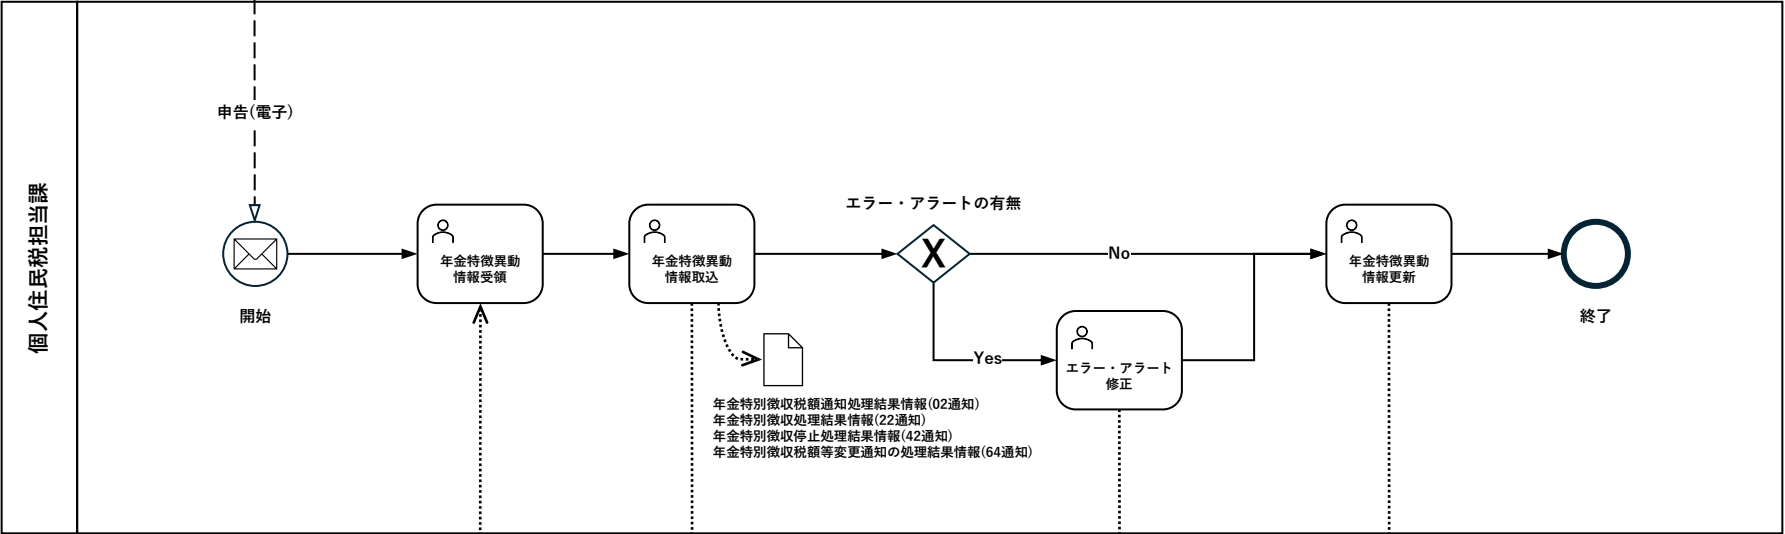 個人住民税担当課
申告(電子)
開始
年金特徴異動
情報受領
年金特徴異動
情報取込
年金特別徴収税額通知処理結果情報(02通知)
年金特別徴収処理結果情報(22通知)
年金特別徴収停止処理結果情報(42通知)
年金特別徴収税額等変更通知の処理結果情報(64通知)
エラー・アラートの有無
X
No
Yes
エラー・アラート
修正
年金特徴異動
情報更新
終了